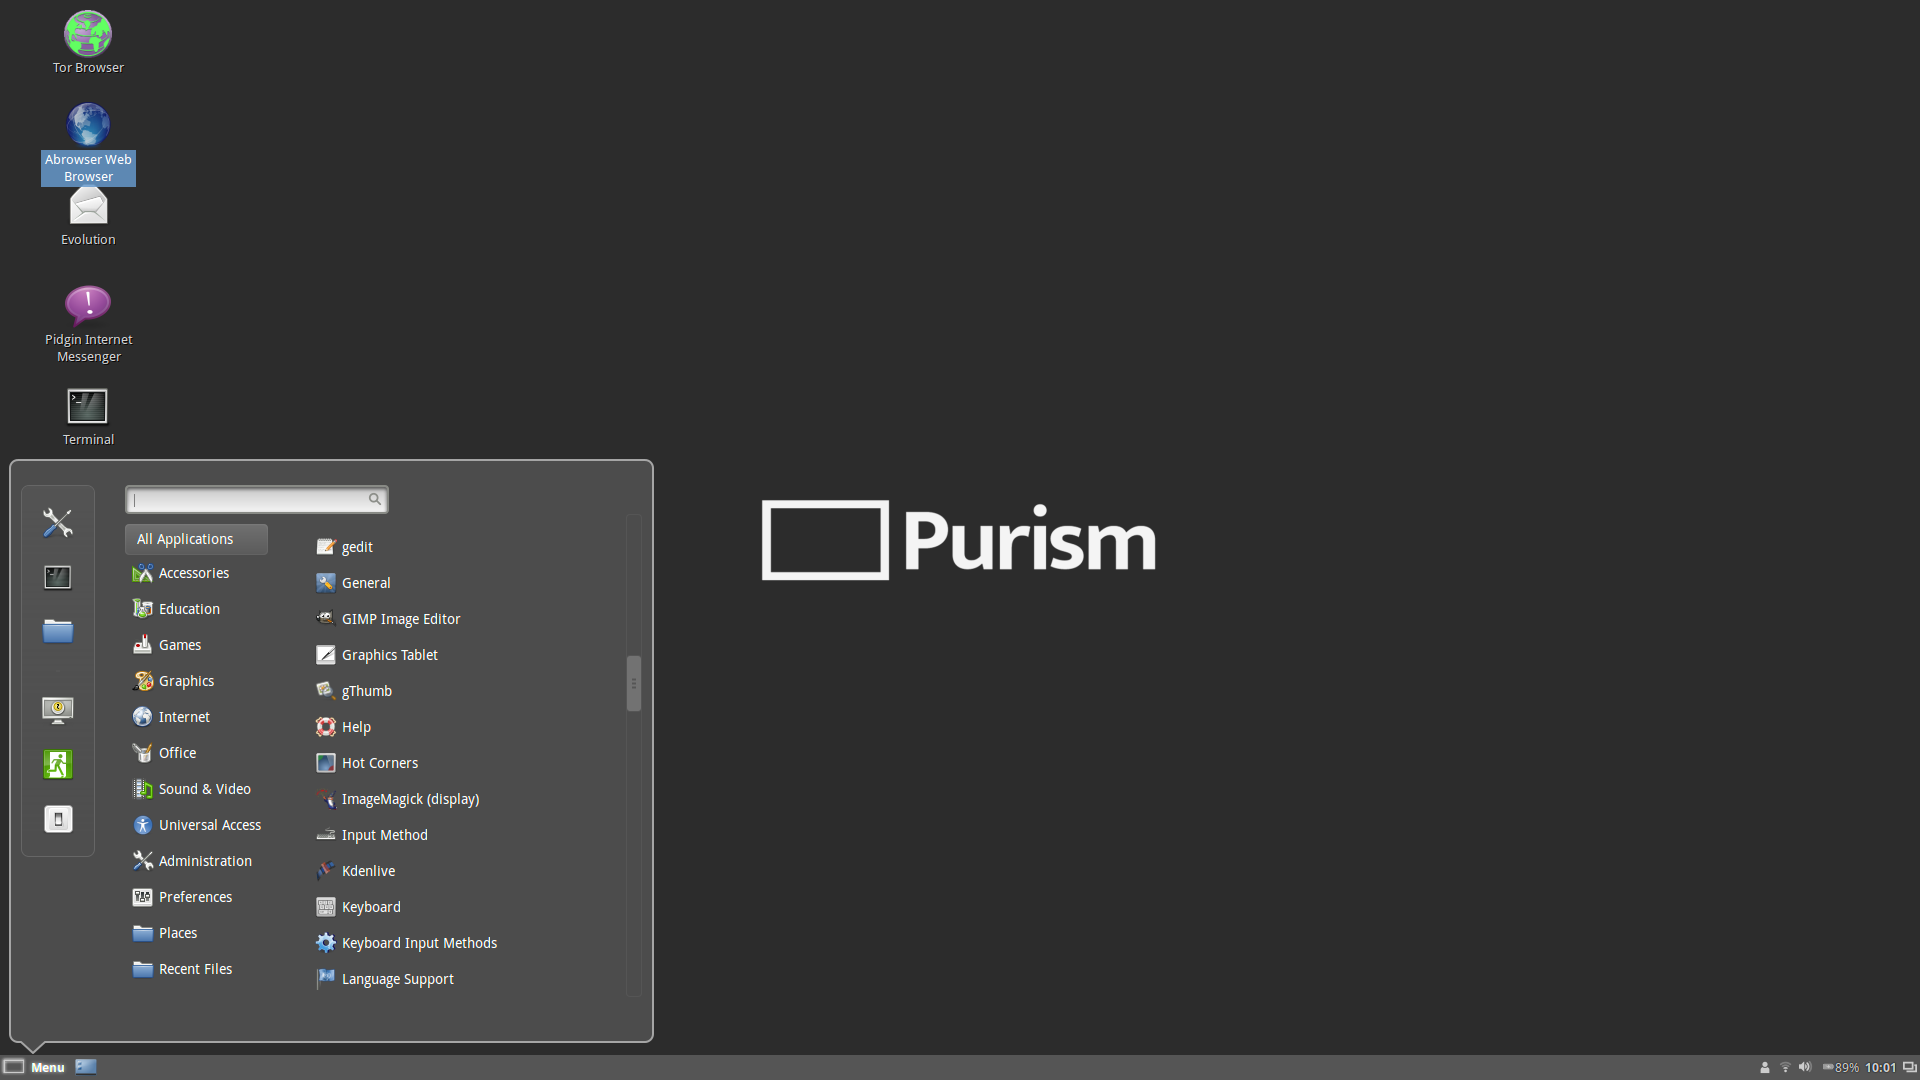 Tor Browser
Abrowser Web
Browser
Evolution
Pidgin Internet
Messenger
Terminal
All Applications
Accessories
Education
Games
Graphics
Internet
Office
Sound & Video
Universal Access
Administration
Preferences
Places
Recent Files
gedit
General
GIMP Image Editor
Graphics Tablet
gThumb
Help
Hot Corners
ImageMagick (display)
Input Method
Kdenlive
Keyboard
Keyboard Input Methods
Language Support
Purism
Menu
89% 10:01